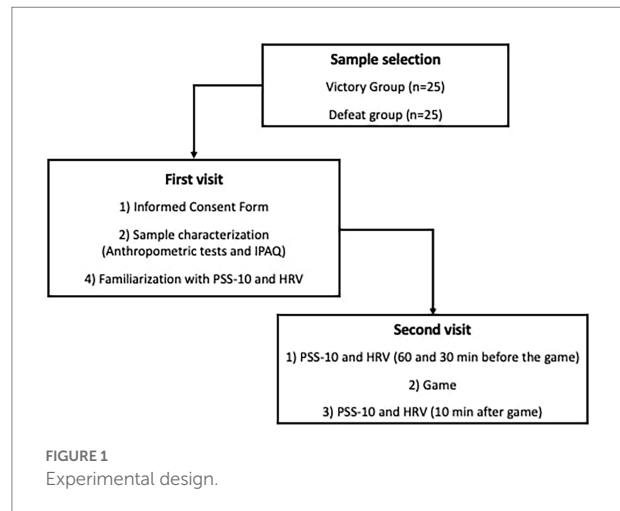 Sample selection
Victory Group (n=25)
Defeat group (n=25)
First visit
1) Informed Consent Form
2) Sample characterization
(Anthropometric tests and IPAQ)
4) Familiarization with PSS-10 and HRV
Second visit
1) PSS-10 and HRV (60 and 30 min before the game)
2) Game
3) PSS-10 and HRV (10 min after game)
FIGURE 1
Experimental design.